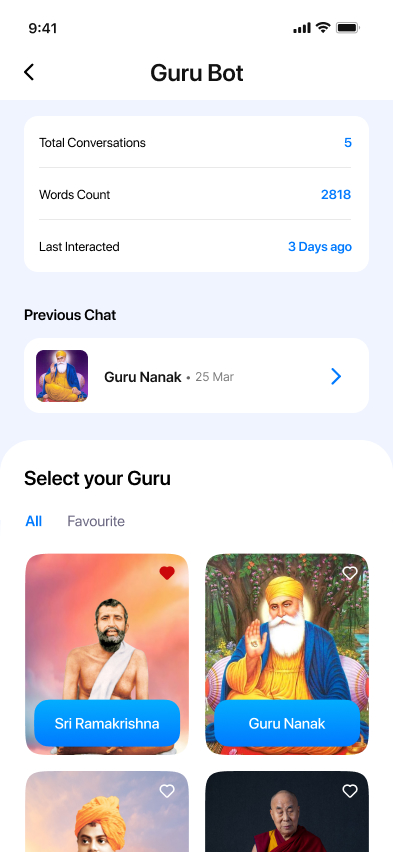 9:41
Guru Bot
Total Conversations 5
Words Count 2818
Last Interacted 3 Days ago
Previous Chat
Guru Nanak • 25 Mar
Select your Guru
All Favourite
Sri Ramakrishna Guru Nanak